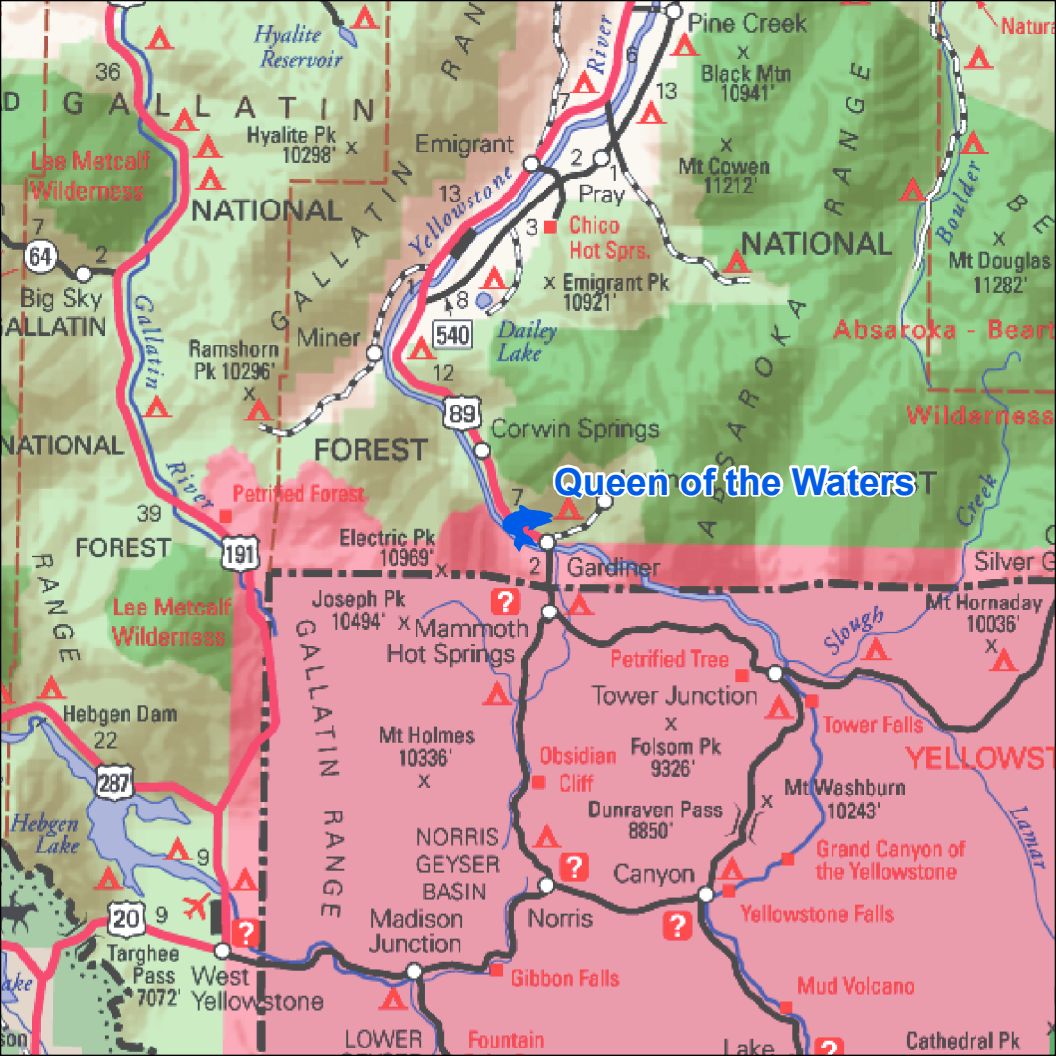 Pine Creek
Natura
Hyalite
Reservoir
36
River
6
RAN
Black Mtn
10941'
13
7
D GALLATIN
Hyalite Pk
10298'
Emigrant
2
1
Mt Cowen
11212'
RANGE
Lee Metcalf
Wilderness
NATIONAL
GALLATIN
13
Yellowstone
Pray
3
Chico
Hot Sprs.
NATIONAL
Boulder
B E
Mt Douglas
11282'
7
64
2
Big Sky
GALLATIN
Gallatin
Emigrant Pk
10921'
1
8
540
Dailey
Lake
Miner
Ramshorn
Pk 10296'
12
ABSAROKA
Absaroka - Beart
Wilderness
89
Corwin Springs
NATIONAL
FOREST
Queen of the Waters
7
River
Petrified Forest
39
FOREST
191
Electric Pk
10969'
2
Gardiner
Creek
Silver G
RANGE
Lee Metcalf
Wilderness
Joseph Pk
10494'
?
Mammoth
Hot Springs
Mt Hornaday
10036'
Slough
Petrified Tree
Tower Junction
GALLATIN RANGE
Hebgen Dam
22
287
Mt Holmes
10336'
Folsom Pk
9326'
Tower Falls
YELLOWST
Obsidian
Cliff
Mt Washburn
10243'
Dunraven Pass
8850'
Lamar
Hebgen
Lake
9
NORRIS
GEYSER
BASIN
?
Canyon
Grand Canyon of
the Yellowstone
20
9
?
Norris
?
Yellowstone Falls
Madison
Junction
Targhee
Pass
7072'
West
Yellowstone
Gibbon Falls
Mud Volcano
ake
son
LOWER
Fountain
Lake
?
Cathedral Pk